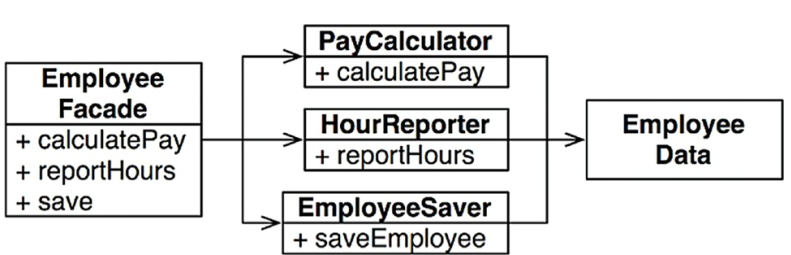 Employee
Facade
+ calculatePay
+ reportHours
+ save
PayCalculator
+ calculatePay
HourReporter
+ reportHours
EmployeeSaver
+ saveEmployee
Employee
Data